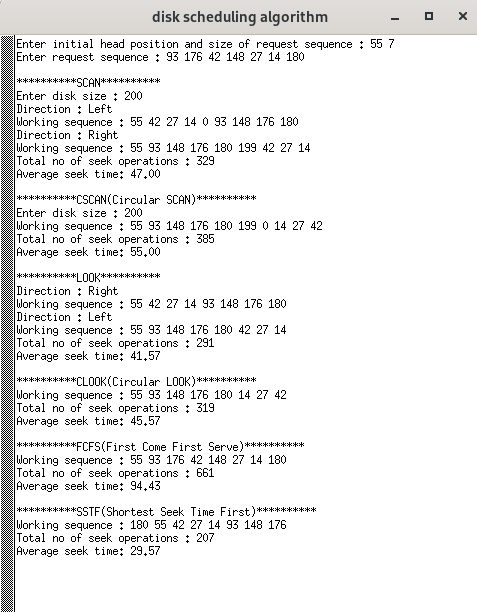 disk scheduling algorithm
Enter initial head position and size of request sequence : 55 7
Enter request sequence : 93 176 42 148 27 14 180
**********SCAN**********
Enter disk size : 200
Direction : Left
Working sequence : 55 42 27 14 0 93 148 176 180
Direction : Right
Working sequence : 55 93 148 176 180 199 42 27 14
Total no of seek operations : 329
Average seek time: 47.00
**********CSCAN(Circular SCAN)**********
Enter disk size : 200
Working sequence : 55 93 148 176 180 199 0 14 27 42
Total no of seek operations : 385
Average seek time: 55.00
**********LOOK**********
Direction : Right
Working sequence : 55 42 27 14 93 148 176 180
Direction : Left
Working sequence : 55 93 148 176 180 42 27 14
Total no of seek operations : 291
Average seek time: 41.57
**********CLOOK(Circular LOOK)**********
Working sequence : 55 93 148 176 180 14 27 42
Total no of seek operations : 319
Average seek time: 45.57
**********FCFS(First Come First Serve)**********
Working sequence : 55 93 176 42 148 27 14 180
Total no of seek operations : 661
Average seek time: 94.43
**********SSTF(Shortest Seek Time First)**********
Working sequence : 180 55 42 27 14 93 148 176
Total no of seek operations : 207
Average seek time: 29.57